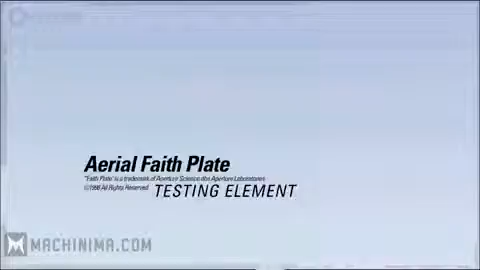 Aerial Faith Plate
"Faith Plate" is a trademark of Aperture Science dba Aperture Laboratories
©1998 All Rights Reserved
TESTING ELEMENT
MACHINIMA.COM